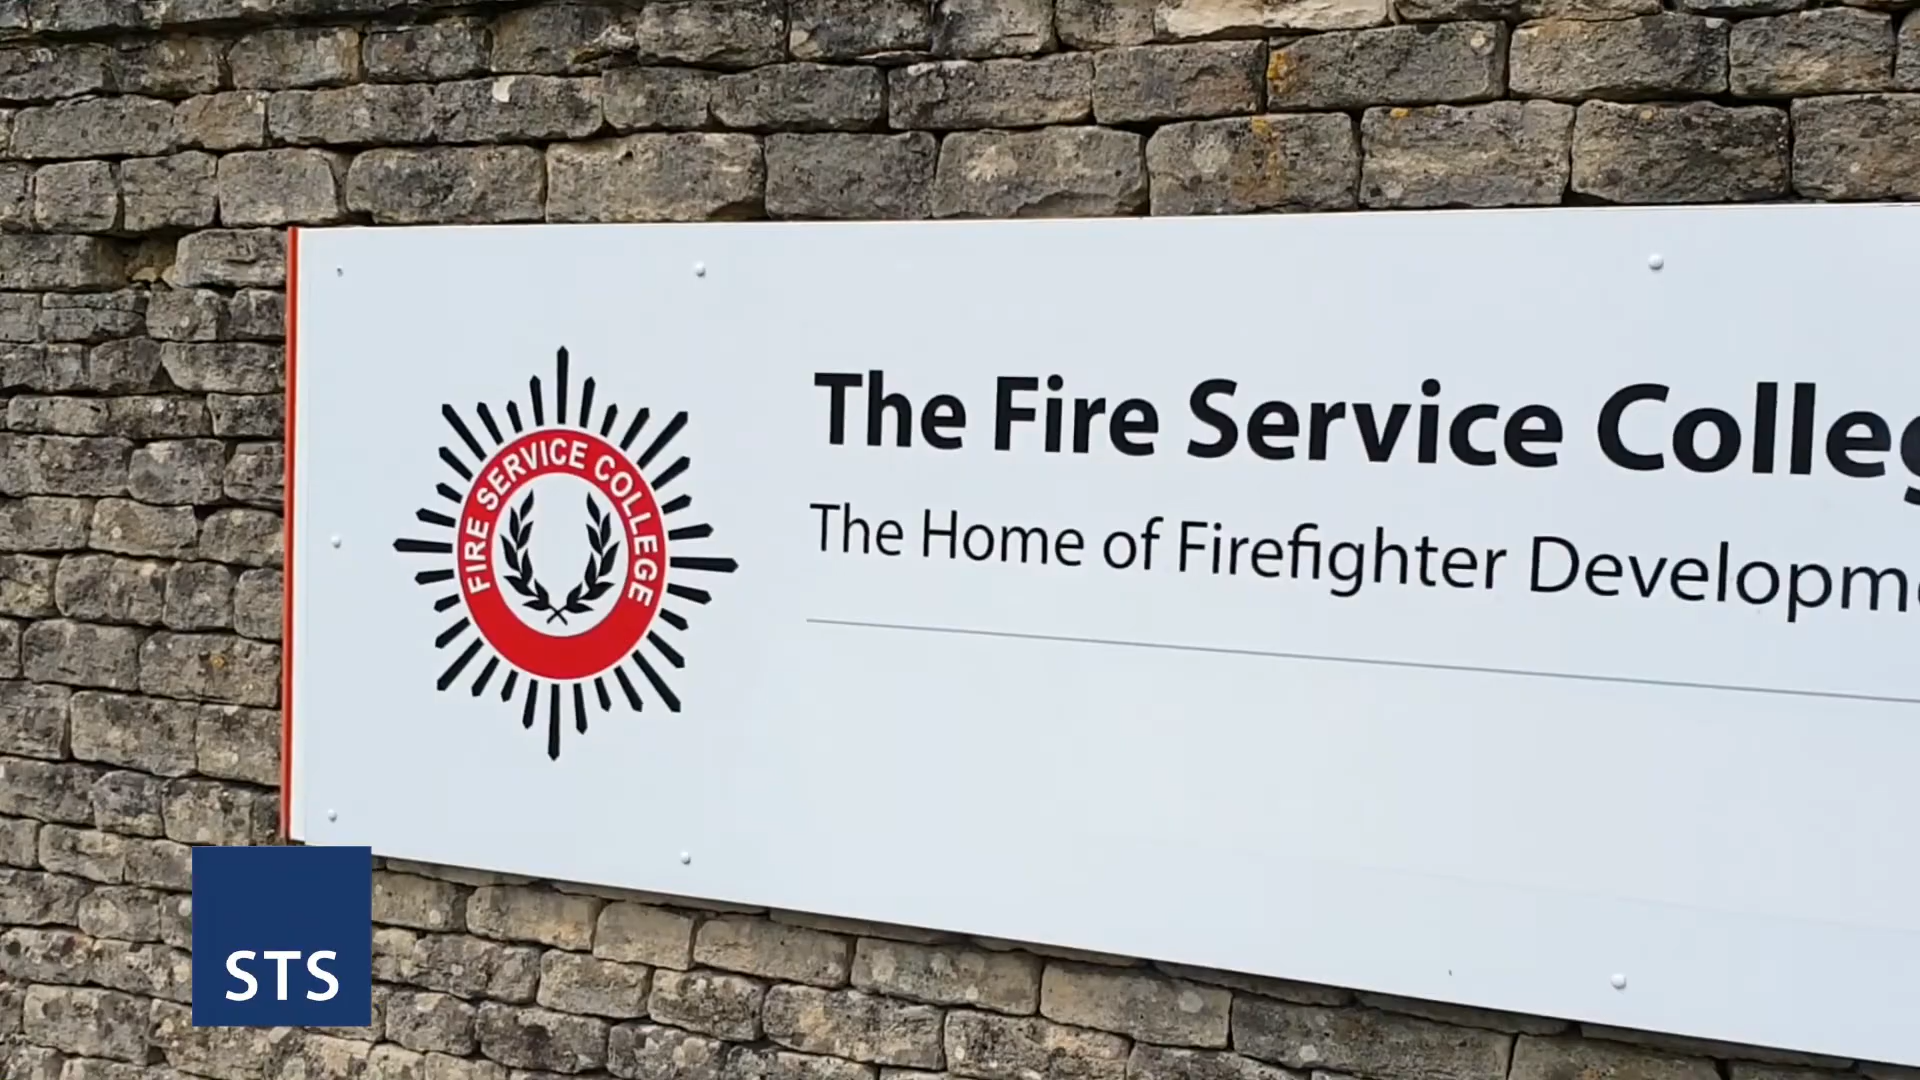 The Fire Service Colleg
The Home of Firefighter Developm
FIRE SERVICE COLLEGE
STS